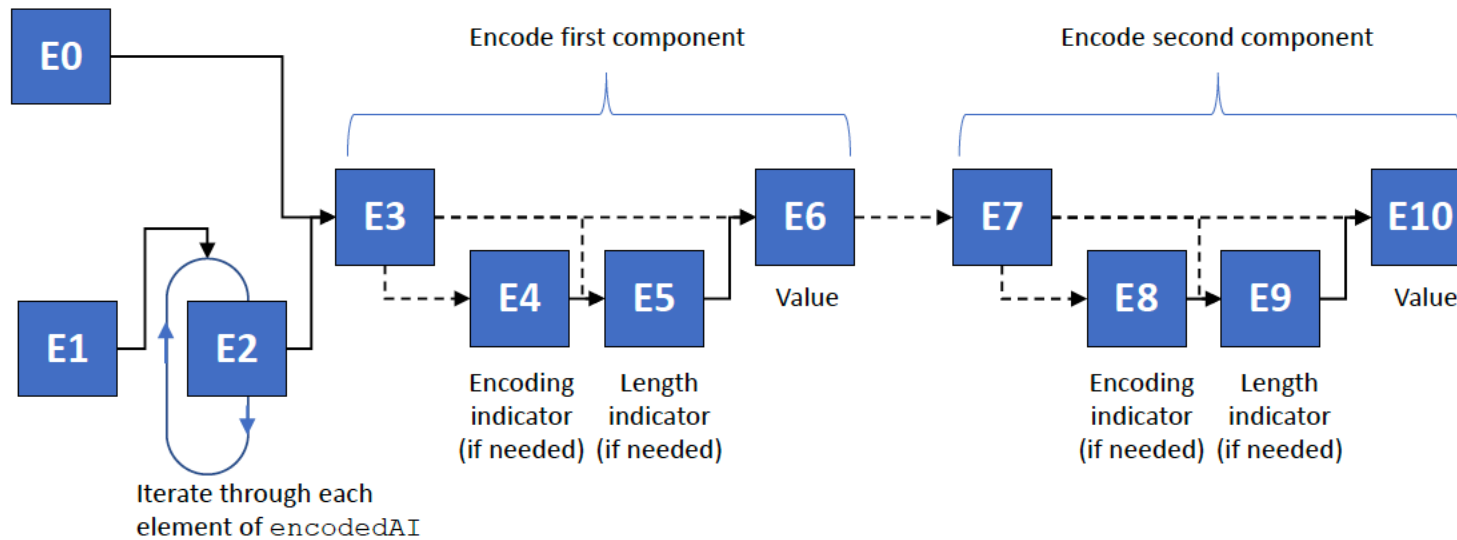 E0
Encode first component
Encode second component
E3
E6
E7
E10
E1
E2
E4
E5
Value
E8
E9
Value
Encoding
indicator
(if needed)
Length
indicator
(if needed)
Encoding
indicator
(if needed)
Length
indicator
(if needed)
Iterate through each
element of encodedAI